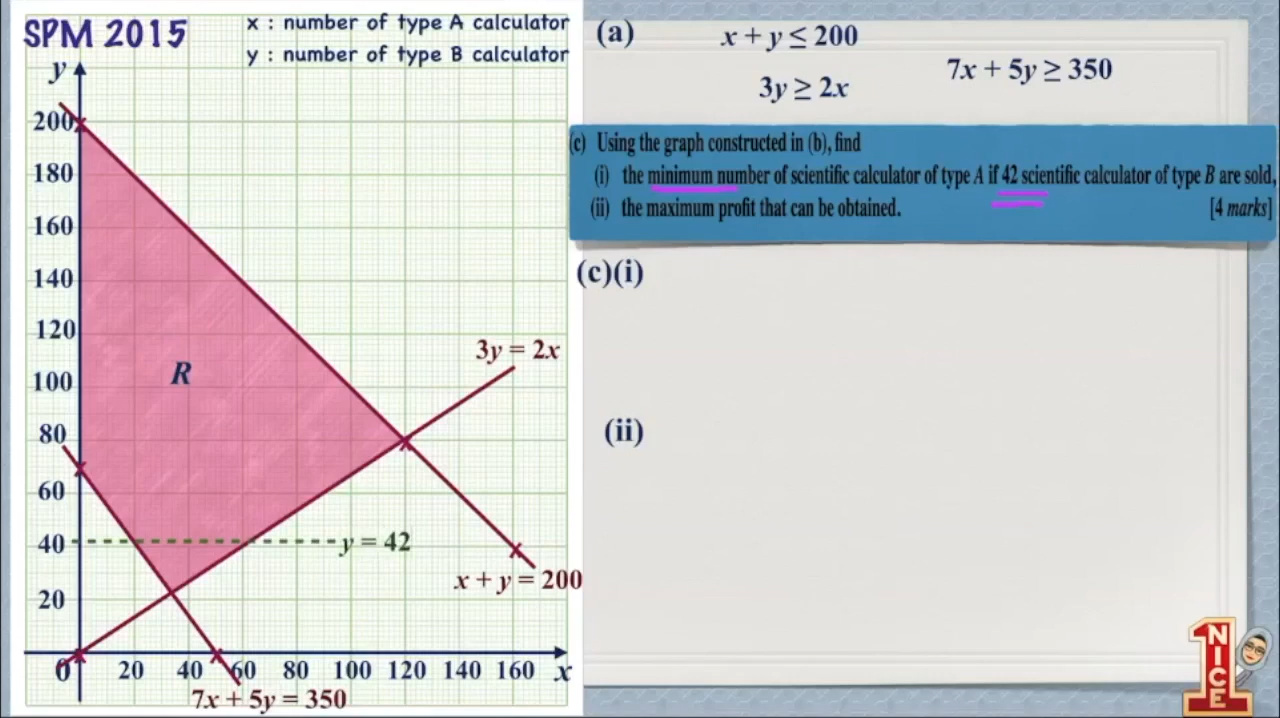 SPM 2015
x : number of type A calculator
y : number of type B calculator
(a)
x + y ≤ 200
7x + 5y ≥ 350
3y ≥ 2x
(c) Using the graph constructed in (b), find
(i) the minimum number of scientific calculator of type A if 42 scientific calculator of type B are sold,
(ii) the maximum profit that can be obtained. [4 marks]
(c)(i)
(ii)
y
200
180
160
140
120
100
80
60
40
20
R
3y = 2x
y = 42
x + y = 200
0 20 40 60 80 100 120 140 160 x
7x + 5y = 350
1
NICE